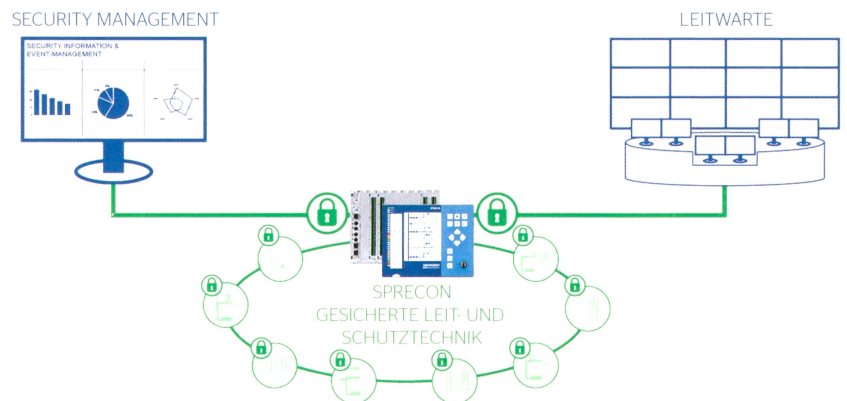 SECURITY MANAGEMENT
LEITWARTE
SECURITY INFORMATION &
EVENT-MANAGEMENT
SPRECON
GESICHERTE LEIT- UND
SCHUTZTECHNIK